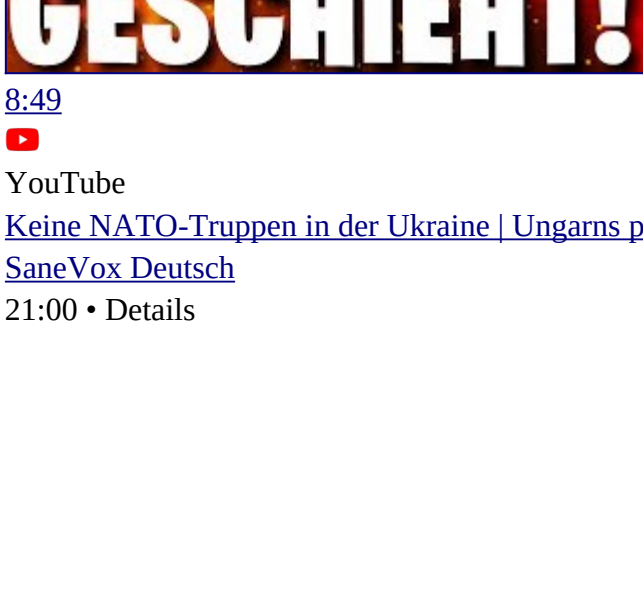 GESCHIEHT!
8:49
YouTube
Keine NATO-Truppen in der Ukraine | Ungarns p
SaneVox Deutsch
21:00 • Details